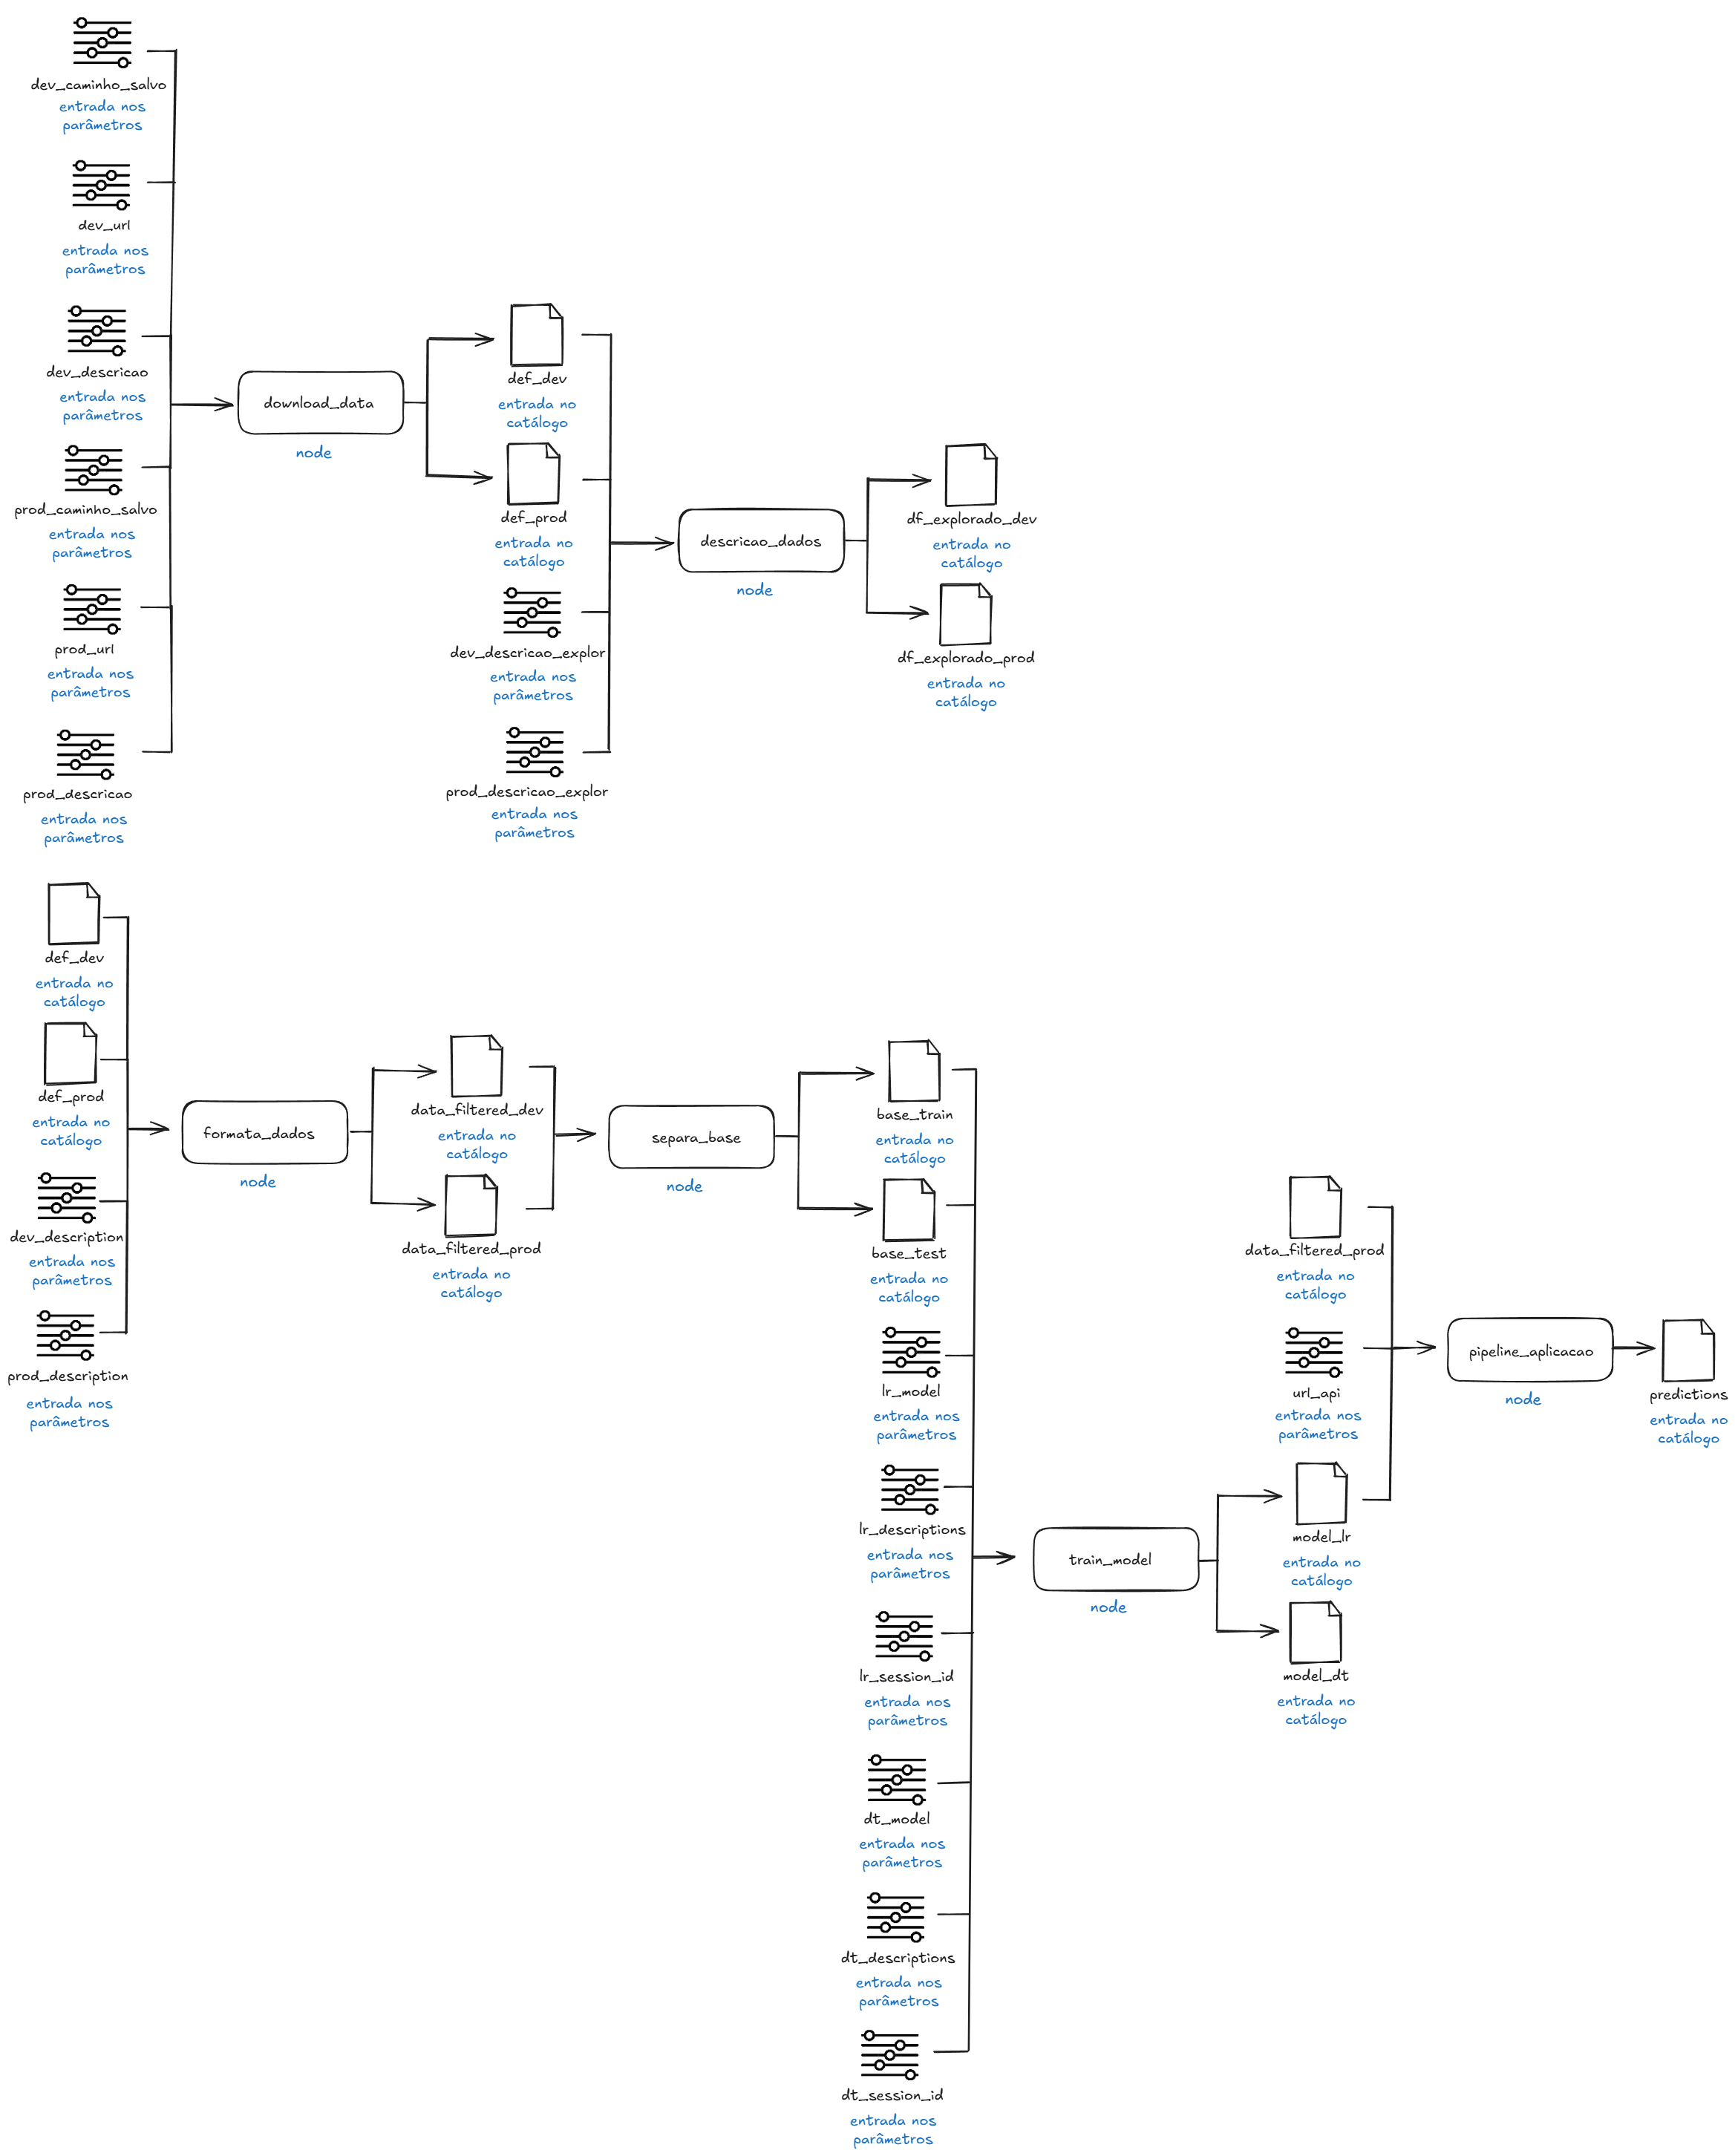 dev_caminho_salvo
entrada nos
parâmetros
dev_url
entrada nos
parâmetros
dev_descricao
entrada nos
parâmetros
prod_caminho_salvo
entrada nos
parâmetros
prod_url
entrada nos
parâmetros
prod_descricao
entrada nos
parâmetros
download_data
node
def_dev
entrada no
catálogo
def_prod
entrada no
catálogo
dev_descricao_explor
entrada nos
parâmetros
prod_descricao_explor
entrada nos
parâmetros
descricao_dados
node
df_explorado_dev
entrada no
catálogo
df_explorado_prod
entrada no
catálogo
def_dev
entrada no
catálogo
def_prod
entrada no
catálogo
dev_description
entrada nos
parâmetros
prod_description
entrada nos
parâmetros
formata_dados
node
data_filtered_dev
entrada no
catálogo
data_filtered_prod
entrada no
catálogo
separa_base
node
base_train
entrada no
catálogo
base_test
entrada no
catálogo
lr_model
entrada nos
parâmetros
lr_descriptions
entrada nos
parâmetros
lr_session_id
entrada nos
parâmetros
dt_model
entrada nos
parâmetros
dt_descriptions
entrada nos
parâmetros
dt_session_id
entrada nos
parâmetros
train_model
node
data_filtered_prod
entrada no
catálogo
url_api
entrada nos
parâmetros
model_lr
entrada no
catálogo
model_dt
entrada no
catálogo
pipeline_aplicacao
node
predictions
entrada no
catálogo